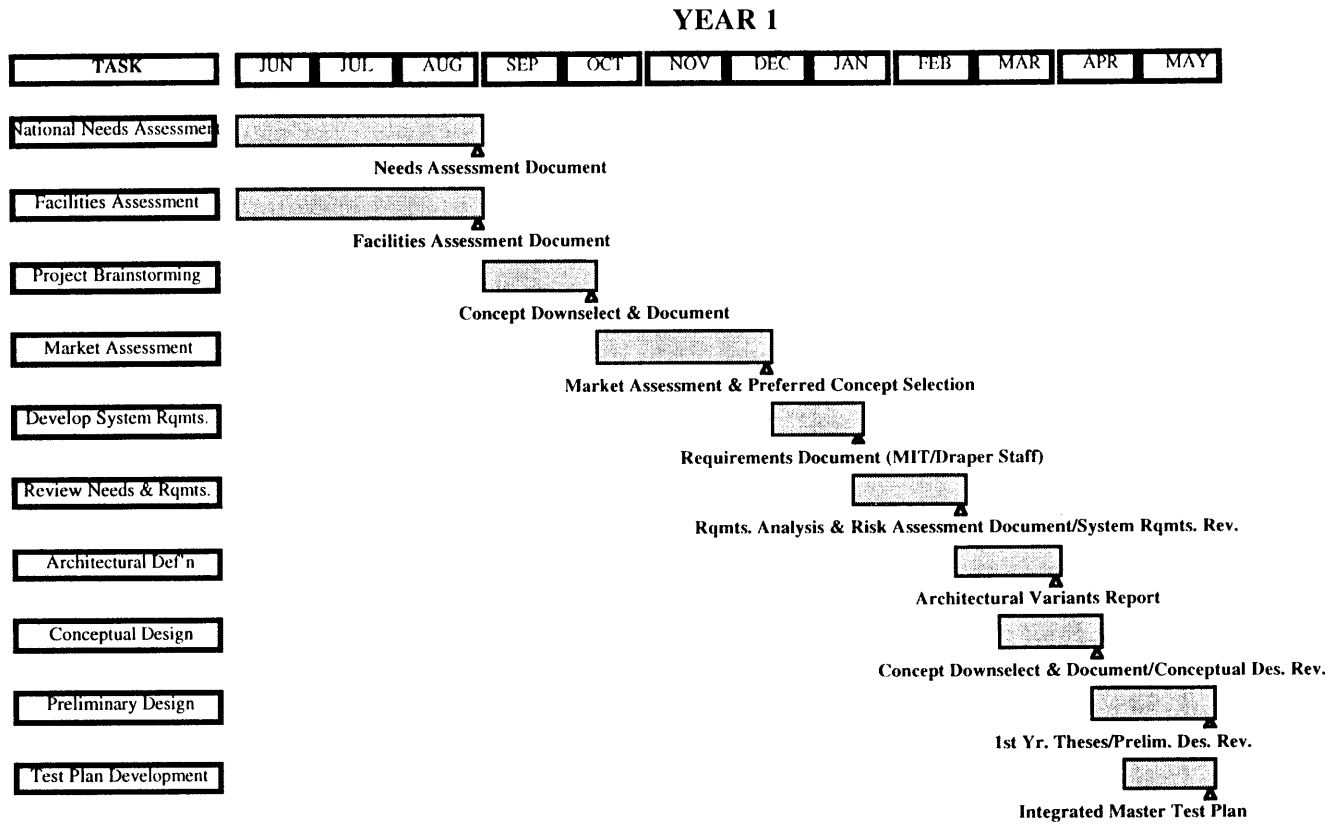 YEAR 1
TASK JUN JUL AUG SEP OCT NOV DEC JAN FEB MAR APR MAY
National Needs Assessment
Needs Assessment Document
Facilities Assessment
Facilities Assessment Document
Project Brainstorming
Concept Downselect & Document
Market Assessment
Market Assessment & Preferred Concept Selection
Develop System Rqmts.
Requirements Document (MIT/Draper Staff)
Review Needs & Rqmts.
Rqmts. Analysis & Risk Assessment Document/System Rqmts. Rev.
Architectural Def'n
Architectural Variants Report
Conceptual Design
Concept Downselect & Document/Conceptual Des. Rev.
Preliminary Design
1st Yr. Theses/Prelim. Des. Rev.
Test Plan Development
Integrated Master Test Plan